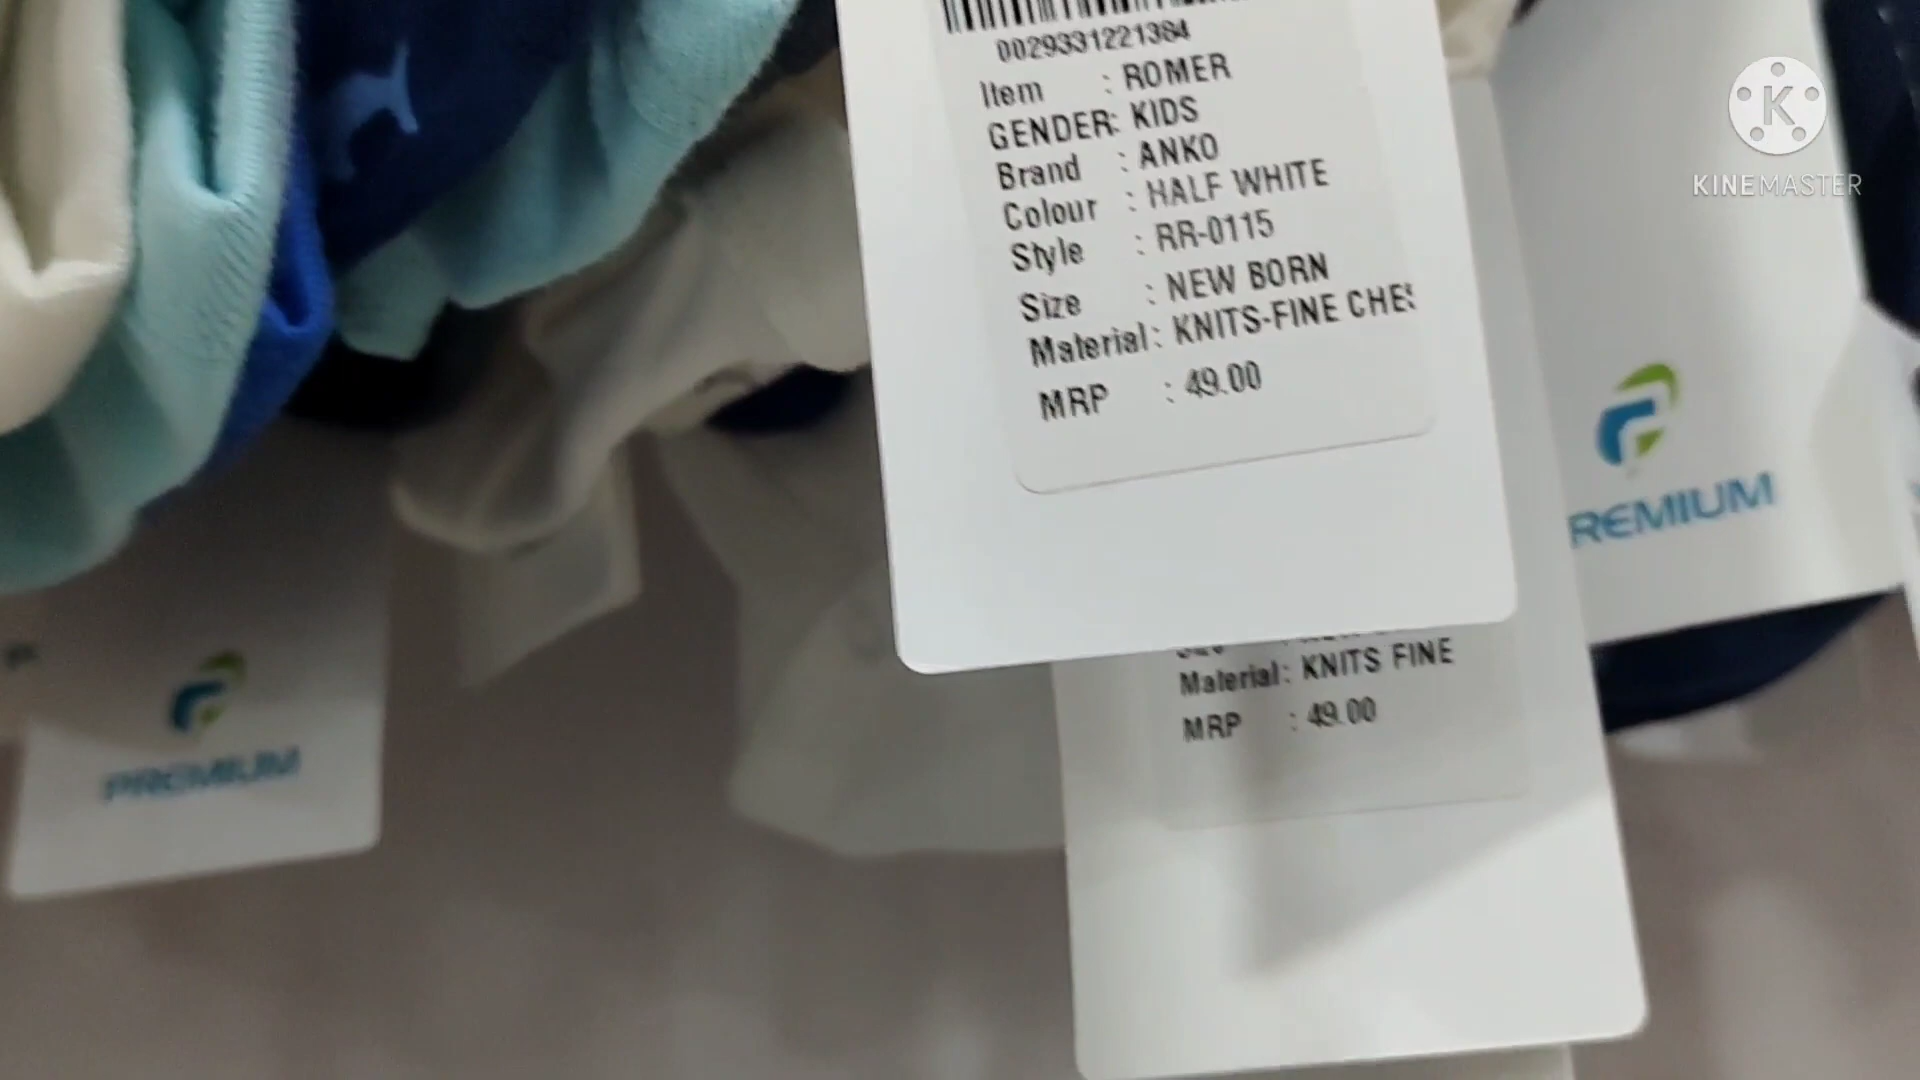 0029331221384
Item : ROMER
GENDER: KIDS
Brand : ANKO
Colour : HALF WHITE
Style : RR-0115
Size : NEW BORN
Material: KNITS-FINE CHES
MRP : 49.00
Material: KNITS FINE
MRP : 49.00
REMIUM
PREMIUM
KINEMASTER